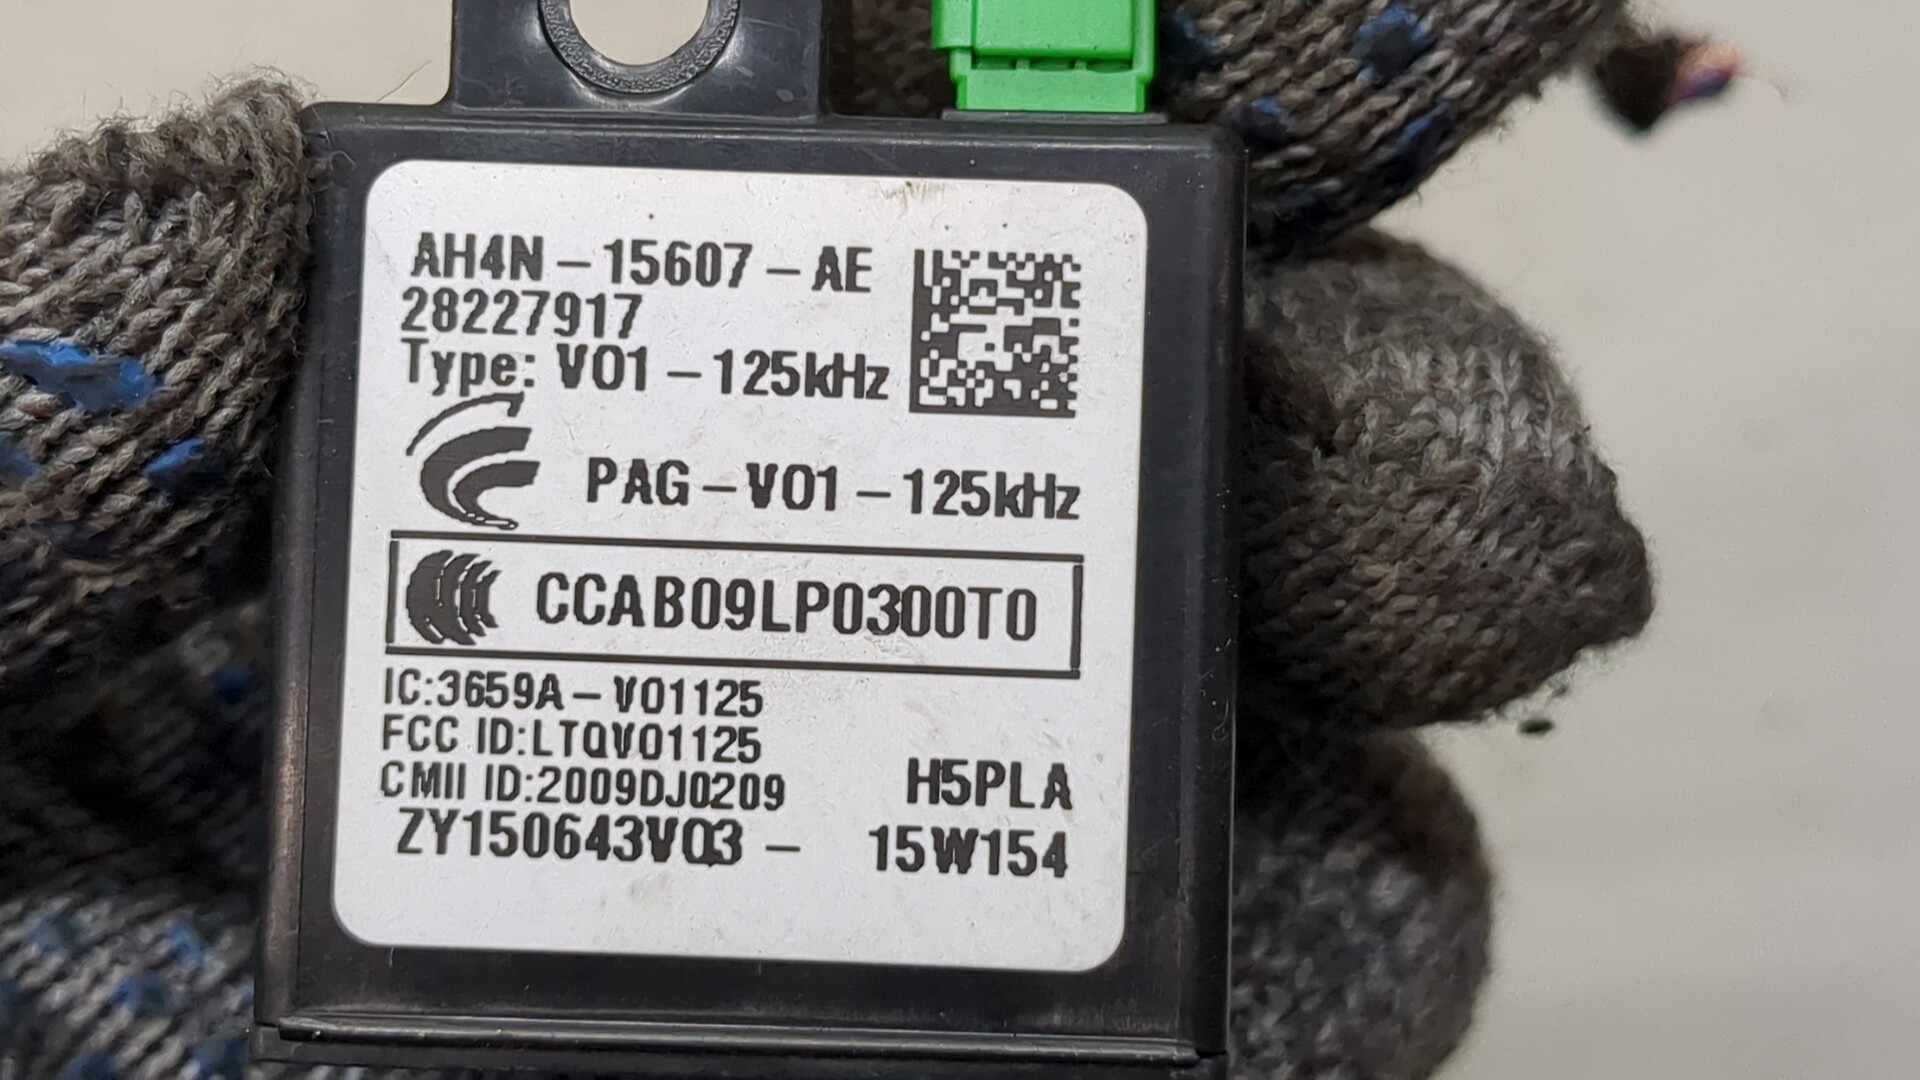 AH4N-15607-AE
28227917
Type: V01-125kHz
PAG-V01-125kHz
CCAB09LP0300T0
IC:3659A-V01125
FCC ID:LTQV01125
CMII ID:2009DJ0209
H5PLA
ZY150643V03- 15W154